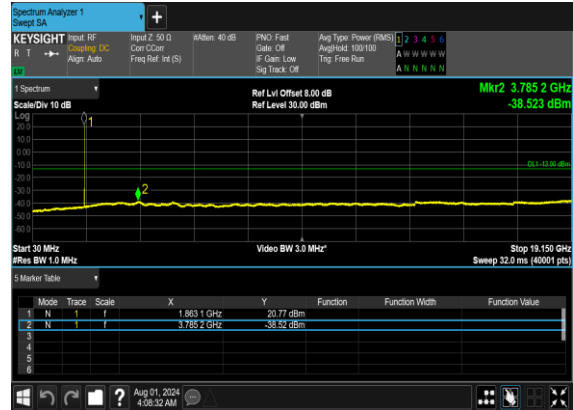 Spectrum Analyzer 1
Swept SA
KEYSIGHT Input: RF Input Z: 50 Ω #Atten: 40 dB PNO: Fast Avg Type: Power (RMS) 1 2 3 4 5 6
R T Coupling: DC Corr CCorr Gate: Off Avg|Hold: 100/100 A W W W W W
Align: Auto Freq Ref: Int (S) IF Gain: Low Trig: Free Run
Sig Track: Off A N N N N N
LXI
1 Spectrum Ref Lvl Offset 8.00 dB Mkr2 3.785 2 GHz
Scale/Div 10 dB Ref Level 30.00 dBm -38.523 dBm
Log
1
20.0
10.0
0.00
-10.0 DL1 -13.00 dBm
-20.0
-30.0
2
-40.0
-50.0
-60.0
Start 30 MHz Video BW 3.0 MHz* Stop 19.150 GHz
#Res BW 1.0 MHz Sweep 32.0 ms (40001 pts)
5 Marker Table
Mode Trace Scale X Y Function Function Width Function Value
1 N 1 f 1.863 1 GHz 20.77 dBm
2 N 1 f 3.785 2 GHz -38.52 dBm
3
4
5
6
? Aug 01, 2024
4:08:32 AM